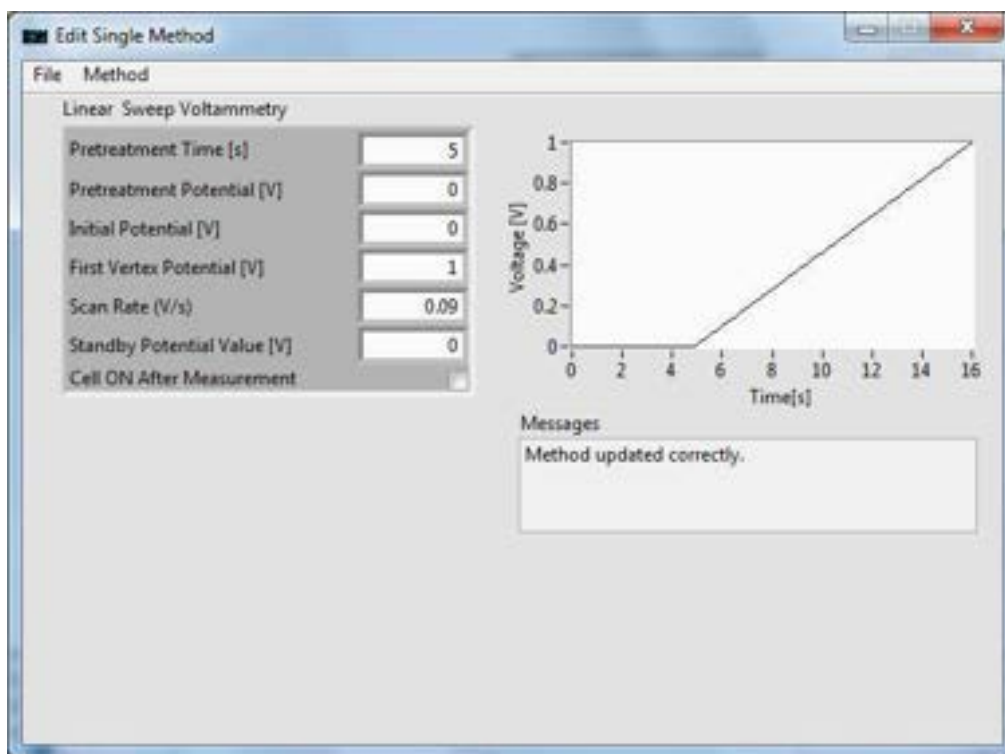 Edit Single Method
File Method
Linear Sweep Voltammetry
Pretreatment Time [s] 5
Pretreatment Potential [V] 0
Initial Potential [V] 0
First Vertex Potential [V] 1
Scan Rate (V/s) 0.09
Standby Potential Value [V] 0
Cell ON After Measurement
Voltage [V]
1
0.8
0.6
0.4
0.2
0
0 2 4 6 8 10 12 14 16
Time[s]
Messages
Method updated correctly.